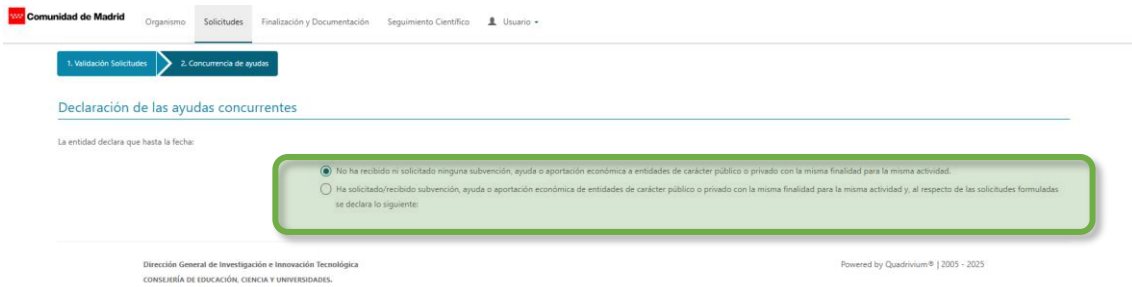 Comunidad de Madrid
Organismo Solicitudes Finalización y Documentación Seguimiento Científico Usuario
1. Validación Solicitudes 2. Concurrencia de ayudas
Declaración de las ayudas concurrentes
La entidad declara que hasta la fecha:
No ha recibido ni solicitado ninguna subvención, ayuda o aportación económica a entidades de carácter público o privado con la misma finalidad para la misma actividad.
Ha solicitado/recibido subvención, ayuda o aportación económica de entidades de carácter público o privado con la misma finalidad para la misma actividad y, al respecto de las solicitudes formuladas
se declara lo siguiente:
Dirección General de Investigación e Innovación Tecnológica
CONSEJERÍA DE EDUCACIÓN, CIENCIA Y UNIVERSIDADES.
Powered by Quadrivium® | 2005 - 2025